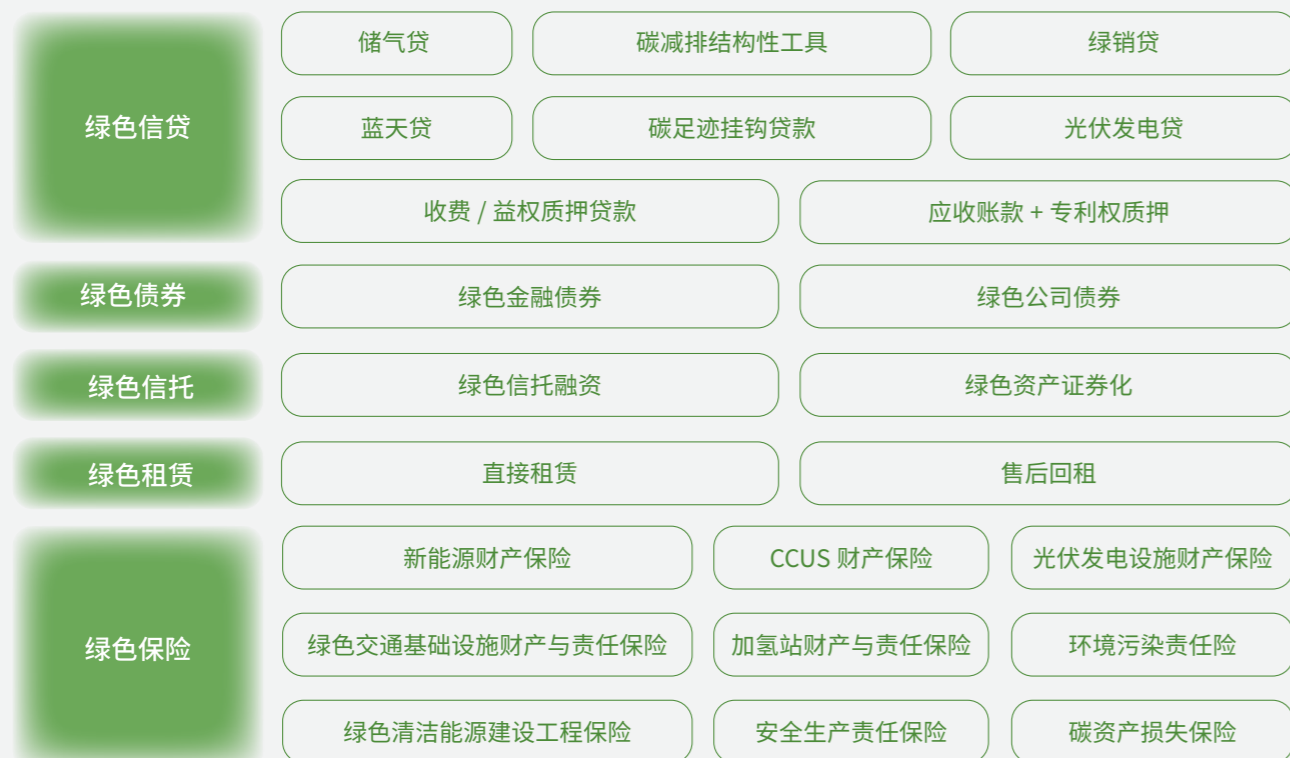 绿色信贷
储气贷
碳减排结构性工具
绿销贷
蓝天贷
碳足迹挂钩贷款
光伏发电贷
收费 / 益权质押贷款
应收账款 + 专利权质押
绿色债券
绿色金融债券
绿色公司债券
绿色信托
绿色信托融资
绿色资产证券化
绿色租赁
直接租赁
售后回租
绿色保险
新能源财产保险
CCUS 财产保险
光伏发电设施财产保险
绿色交通基础设施财产与责任保险
加氢站财产与责任保险
环境污染责任险
绿色清洁能源建设工程保险
安全生产责任保险
碳资产损失保险